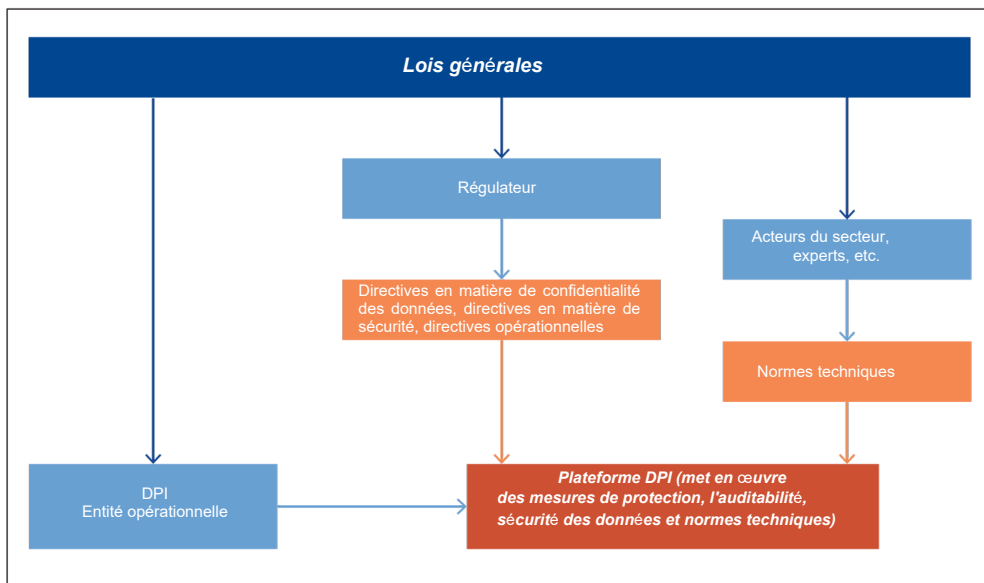 Lois générales
Régulateur
Acteurs du secteur,
experts, etc.
Directives en matière de confidentialité
des données, directives en matière de
sécurité, directives opérationnelles
Normes techniques
DPI
Entité opérationnelle
Plateforme DPI (met en œuvre
des mesures de protection, l'auditabilité,
sécurité des données et normes techniques)